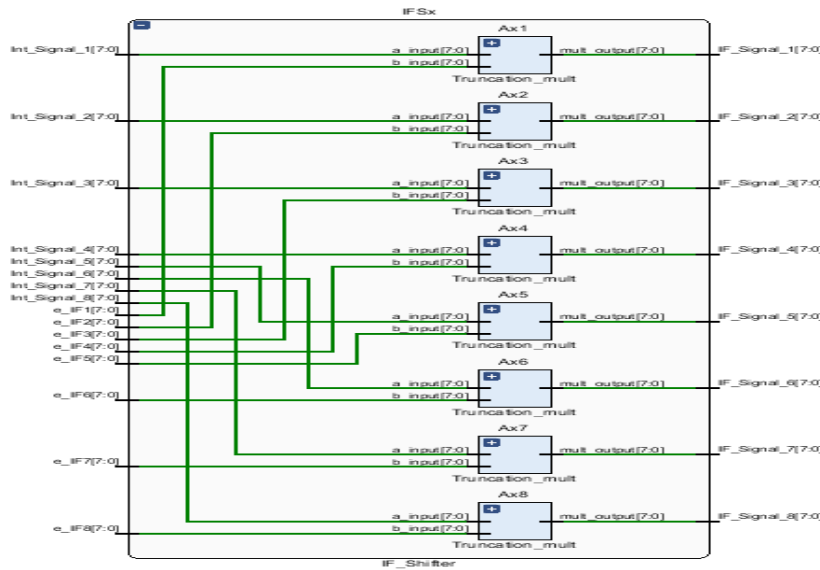 IFSx
Ax1
Int_Signal_1[7:0] a_input[7:0] mult_output[7:0] IF_Signal_1[7:0]
b_input[7:0]
Truncation_mult
Ax2
Int_Signal_2[7:0] a_input[7:0] mult_output[7:0] IF_Signal_2[7:0]
b_input[7:0]
Truncation_mult
Ax3
Int_Signal_3[7:0] a_input[7:0] mult_output[7:0] IF_Signal_3[7:0]
b_input[7:0]
Truncation_mult
Ax4
Int_Signal_4[7:0] a_input[7:0] mult_output[7:0] IF_Signal_4[7:0]
Int_Signal_5[7:0] b_input[7:0]
Int_Signal_6[7:0] Truncation_mult
Int_Signal_7[7:0]
Int_Signal_8[7:0] Ax5
e_IF1[7:0]
e_IF2[7:0] a_input[7:0] mult_output[7:0] IF_Signal_5[7:0]
e_IF3[7:0] b_input[7:0]
e_IF4[7:0] Truncation_mult
e_IF5[7:0] Ax6
a_input[7:0] mult_output[7:0] IF_Signal_6[7:0]
e_IF6[7:0] b_input[7:0]
Truncation_mult
Ax7
a_input[7:0] mult_output[7:0] IF_Signal_7[7:0]
e_IF7[7:0] b_input[7:0]
Truncation_mult
Ax8
a_input[7:0] mult_output[7:0] IF_Signal_8[7:0]
e_IF8[7:0] b_input[7:0]
Truncation_mult
IF_Shifter